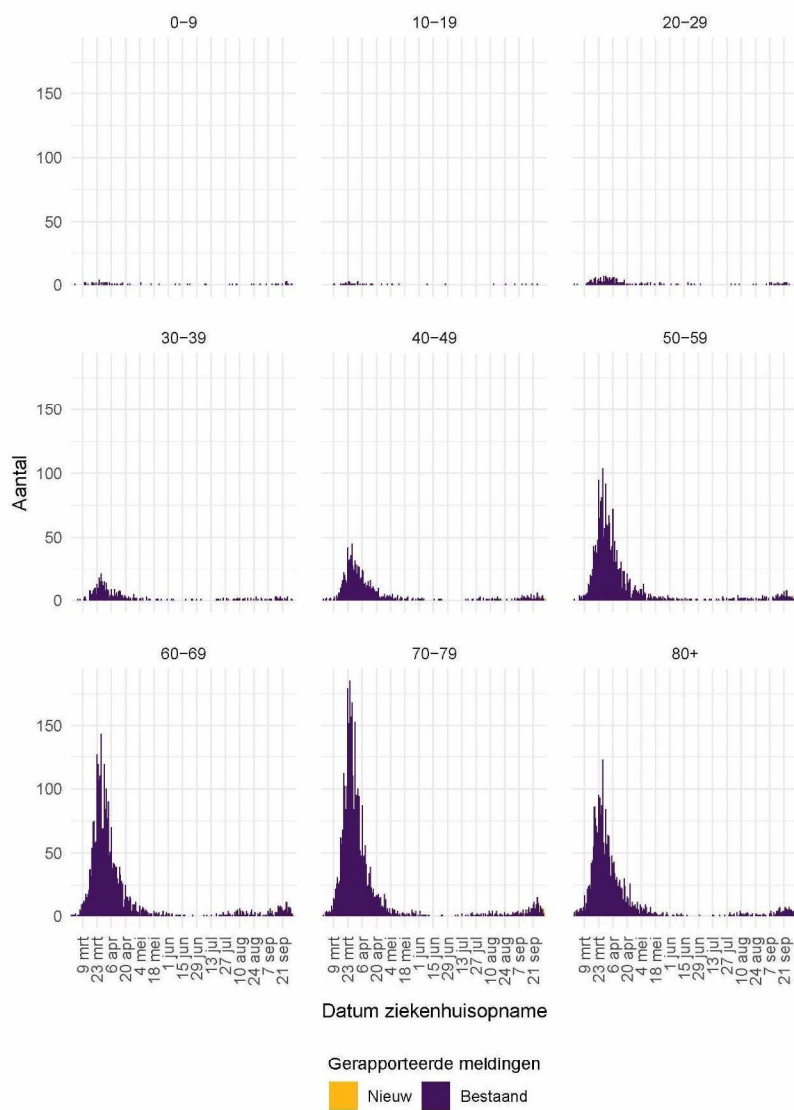 0−9 10−19 20−29
150
100
50
0
30−39 40−49 50−59
150
100
50
0
60−69 70−79 80+
150
100
50
0
Aantal
9 mrt 23 mrt 6 apr 20 apr 4 mei 18 mei 1 jun 15 jun 29 jun 13 jul 27 jul 10 aug 24 aug 7 sep 21 sep 9 mrt 23 mrt 6 apr 20 apr 4 mei 18 mei 1 jun 15 jun 29 jun 13 jul 27 jul 10 aug 24 aug 7 sep 21 sep 9 mrt 23 mrt 6 apr 20 apr 4 mei 18 mei 1 jun 15 jun 29 jun 13 jul 27 jul 10 aug 24 aug 7 sep 21 sep
Datum ziekenhuisopname
Gerapporteerde meldingen
Nieuw Bestaand